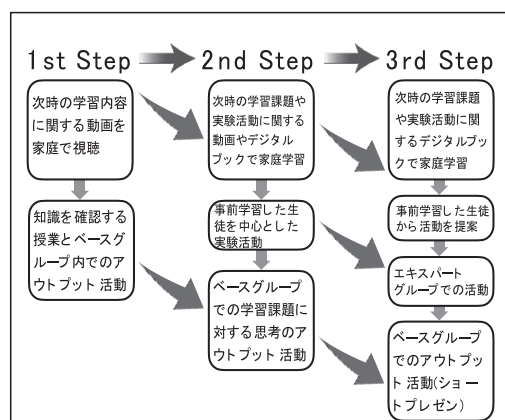 1st Step
2nd Step
3rd Step
次時の学習内容
に関する動画を
家庭で視聴
知識を確認する
授業とベースグ
ループ内でのア
ウトプット活動
次時の学習課題や
実験活動に関する
動画やデジタル
ブックで家庭学習
事前学習した生
徒を中心とした
実験活動
ベースグループ
での学習課題に
対する思考のア
ウトプット活動
次時の学習課題
や実験活動に関
するデジタルブッ
クで家庭学習
事前学習した生徒
から活動を提案
エキスパート
グループでの活動
ベースグループ
でのアウトプッ
ト活動(ショー
トプレゼン)